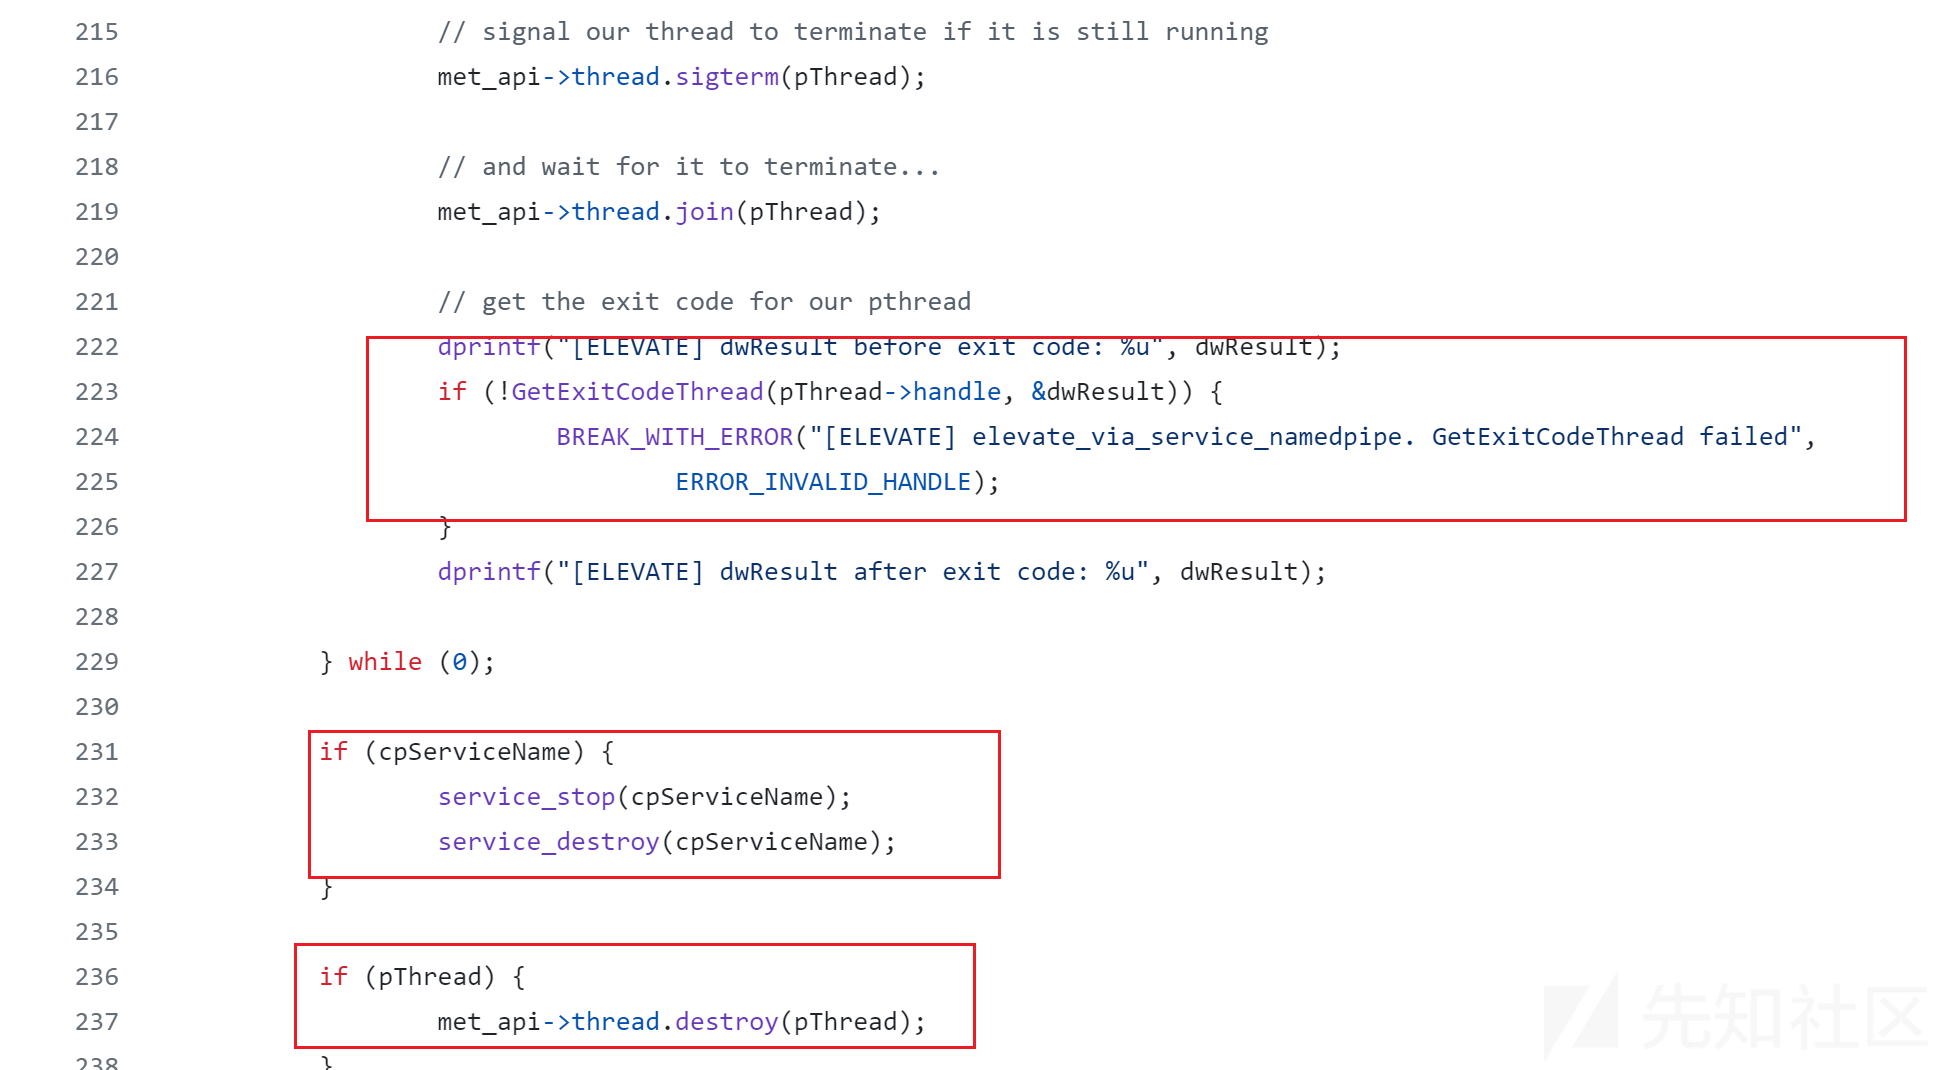 215 // signal our thread to terminate if it is still running
216 met_api->thread.sigterm(pThread);
217
218 // and wait for it to terminate...
219 met_api->thread.join(pThread);
220
221 // get the exit code for our pthread
222 dprintf("[ELEVATE] dwResult before exit code: %u", dwResult);
223 if (!GetExitCodeThread(pThread->handle, &dwResult)) {
224 BREAK_WITH_ERROR("[ELEVATE] elevate_via_service_namedpipe. GetExitCodeThread failed",
225 ERROR_INVALID_HANDLE);
226 }
227 dprintf("[ELEVATE] dwResult after exit code: %u", dwResult);
228
229 } while (0);
230
231 if (cpServiceName) {
232 service_stop(cpServiceName);
233 service_destroy(cpServiceName);
234 }
235
236 if (pThread) {
237 met_api->thread.destroy(pThread);
238 }
先知社区